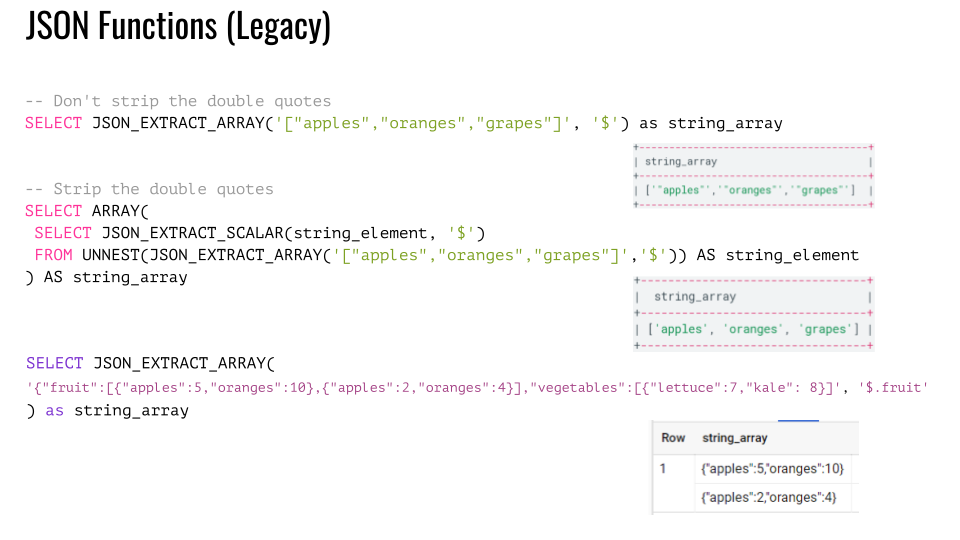 JSON Functions (Legacy)
-- Don't strip the double quotes
SELECT JSON_EXTRACT_ARRAY('["apples","oranges","grapes"]', '$') as string_array
+----------------------------------------+
| string_array |
+----------------------------------------+
| ['"apples"','"oranges"','"grapes"'] |
+----------------------------------------+
-- Strip the double quotes
SELECT ARRAY(
SELECT JSON_EXTRACT_SCALAR(string_element, '$')
FROM UNNEST(JSON_EXTRACT_ARRAY('["apples","oranges","grapes"]','$')) AS string_element
) AS string_array
+---------------------------------+
| string_array |
+---------------------------------+
| ['apples', 'oranges', 'grapes'] |
+---------------------------------+
SELECT JSON_EXTRACT_ARRAY(
'{"fruit":[{"apples":5,"oranges":10},{"apples":2,"oranges":4}],"vegetables":[{"lettuce":7,"kale": 8}]', '$.fruit'
) as string_array
Row string_array
1 {"apples":5,"oranges":10}
{"apples":2,"oranges":4}